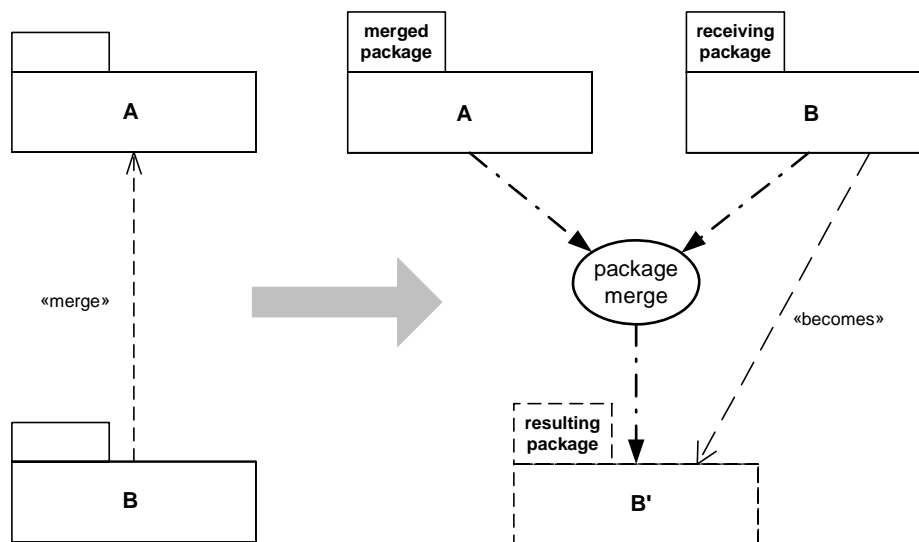 A
«merge»
B
merged
package
A
receiving
package
B
package
merge
«becomes»
resulting
package
B'